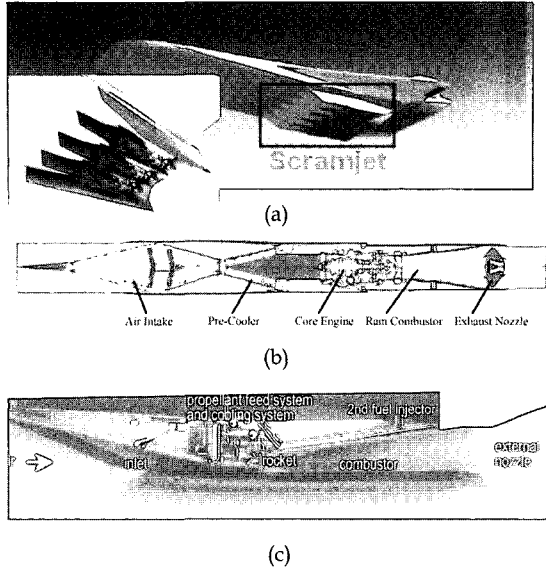 Scramjet
(a)
Air Intake Pre-Cooler Core Engine Ram Combustor Exhaust Nozzle
(b)
propellant feed system
and cooling system
2nd fuel injector
inlet
rocket
combustor
external
nozzle
(c)